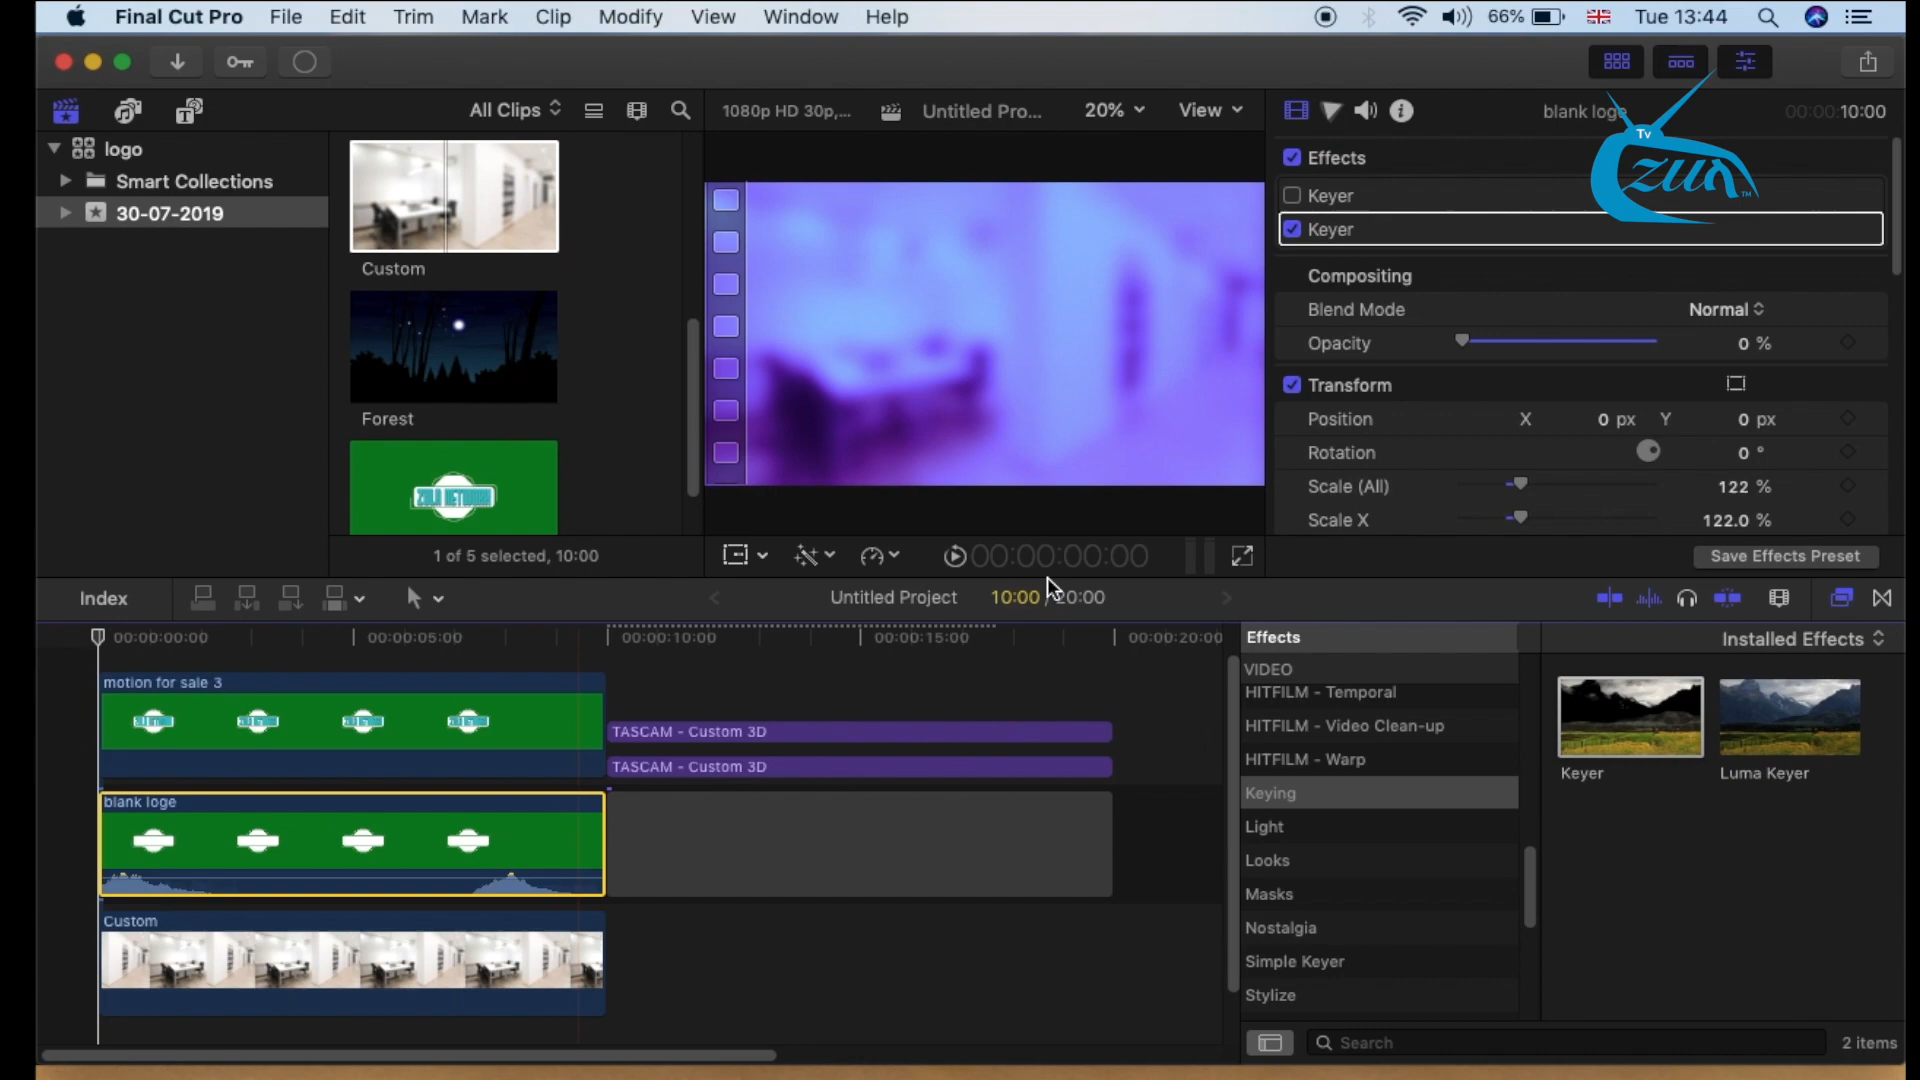 Final Cut Pro File Edit Trim Mark Clip Modify View Window Help 66% Tue 13:44
All Clips
1080p HD 30p,... Untitled Pro... 20% View
blank loge 00:00:10:00
Tv
zua TM
logo
Smart Collections
30-07-2019
Custom
Forest
ZULU NETWORK
1 of 5 selected, 10:00
Effects
Keyer
Keyer
Compositing
Blend Mode Normal
Opacity 0 %
Transform
Position X 0 px Y 0 px
Rotation 0 °
Scale (All) 122 %
Scale X 122.0 %
00:00:00:00
Save Effects Preset
Index
Untitled Project 10:00 / 20:00
00:00:00:00 00:00:05:00 00:00:10:00 00:00:15:00 00:00:20:00
motion for sale 3
TASCAM - Custom 3D
TASCAM - Custom 3D
blank loge
Custom
Effects
Installed Effects
VIDEO
HITFILM - Temporal
HITFILM - Video Clean-up
HITFILM - Warp
Keying
Light
Looks
Masks
Nostalgia
Simple Keyer
Stylize
Keyer
Luma Keyer
Search
2 items